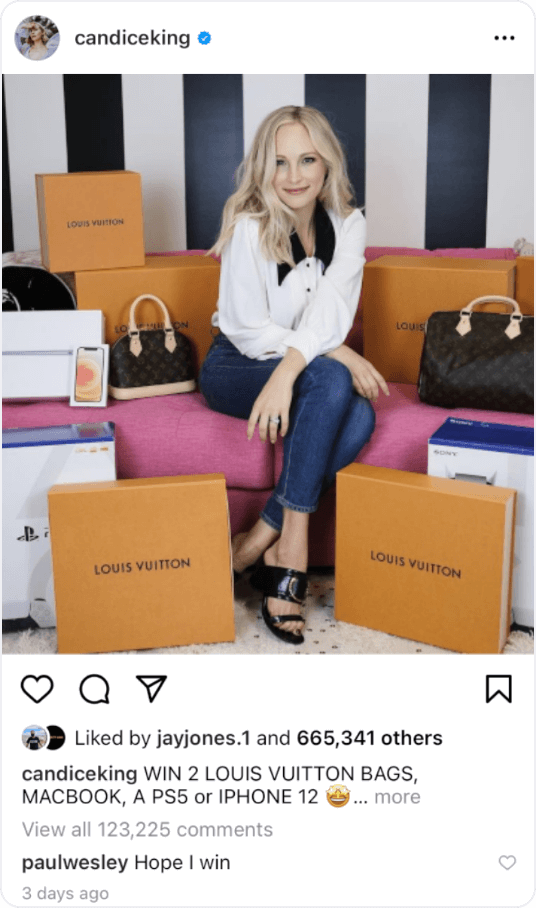 candiceking
LOUIS VUITTON
LOUIS
SONY
LOUIS VUITTON
LOUIS VUITTON
Liked by jayjones.1 and 665,341 others
candiceking WIN 2 LOUIS VUITTON BAGS,
MACBOOK, A PS5 or IPHONE 12 🤩... more
View all 123,225 comments
paulwesley Hope I win
3 days ago